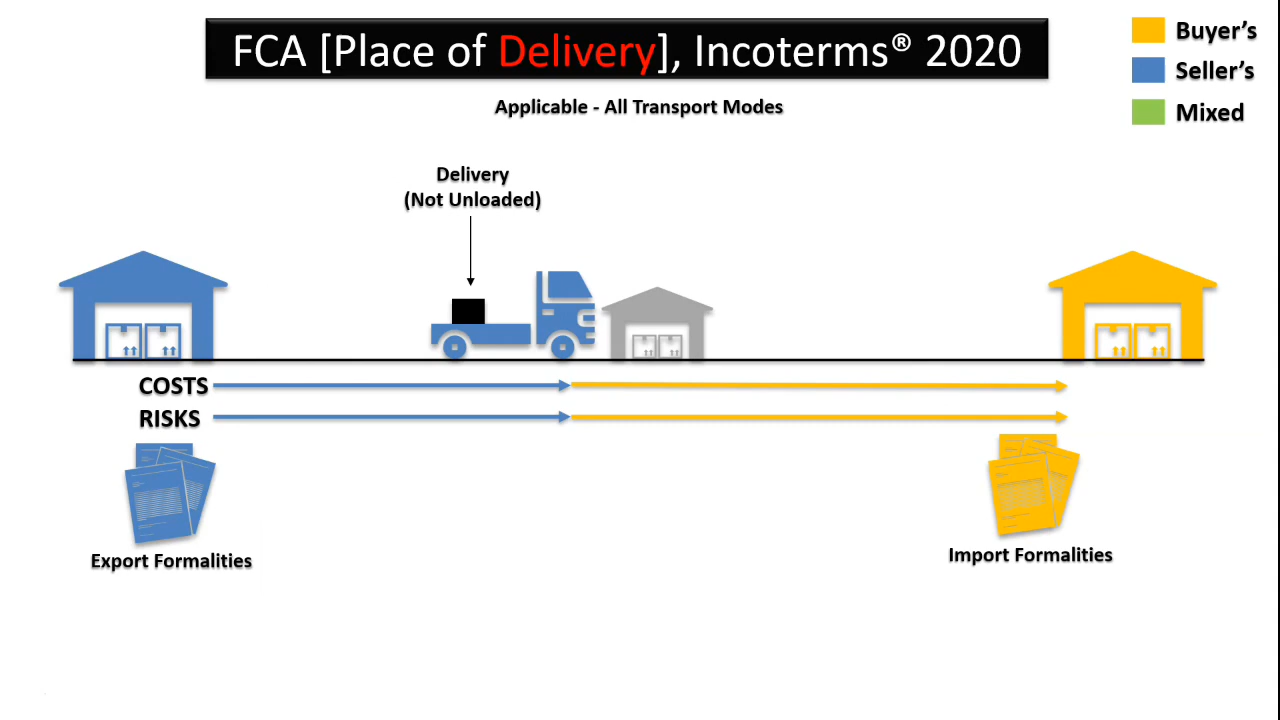 FCA [Place of Delivery], Incoterms® 2020
Buyer's
Seller's
Mixed
Applicable - All Transport Modes
Delivery
(Not Unloaded)
COSTS
RISKS
Export Formalities
Import Formalities